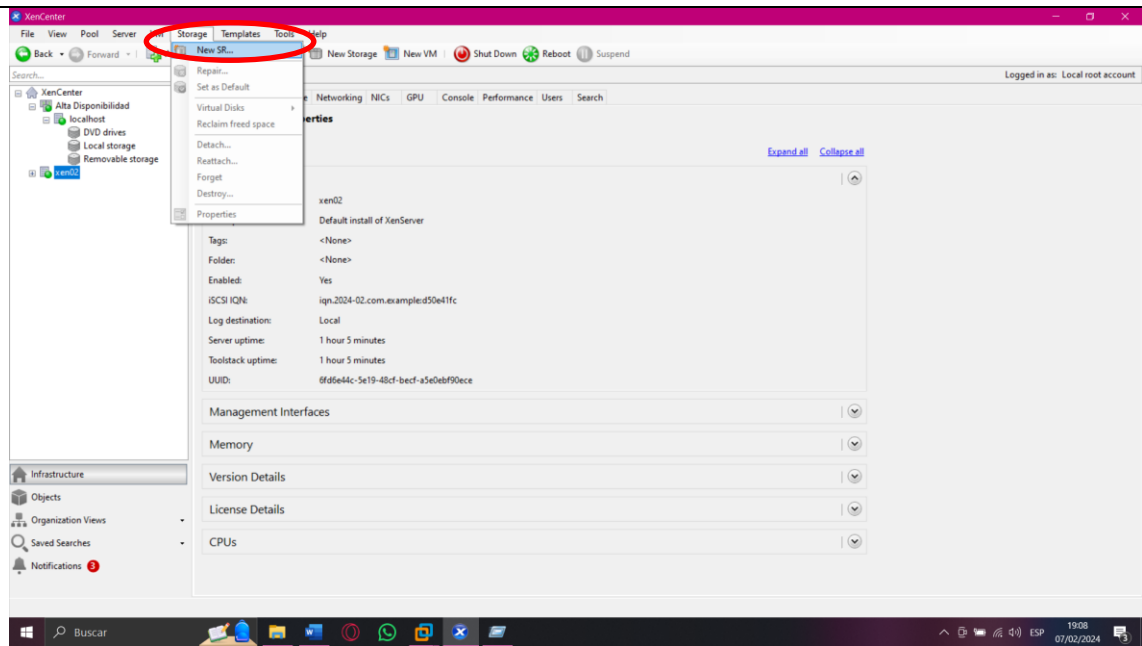 XenCenter
File View Pool Server Storage Templates Tools Help
Back Forward New Storage New VM Shut Down Reboot Suspend
New SR...
Repair...
Set as Default
Virtual Disks
Reclaim freed space
Detach...
Reattach...
Forget
Destroy...
Properties
Search...
Logged in as: Local root account
XenCenter
Alta Disponibilidad
localhost
DVD drives
Local storage
Removable storage
xen02
Networking NICs GPU Console Performance Users Search
erties
Expand all Collapse all
xen02
Default install of XenServer
Tags: <None>
Folder: <None>
Enabled: Yes
iSCSI IQN: iqn.2024-02.com.example:d50e41fc
Log destination: Local
Server uptime: 1 hour 5 minutes
Toolstack uptime: 1 hour 5 minutes
UUID: 6fd6e44c-5e19-48cf-becf-a5e0ebf90ece
Management Interfaces
Memory
Version Details
License Details
CPUs
Infrastructure
Objects
Organization Views
Saved Searches
Notifications 3
Buscar
ESP
19:08
07/02/2024
3